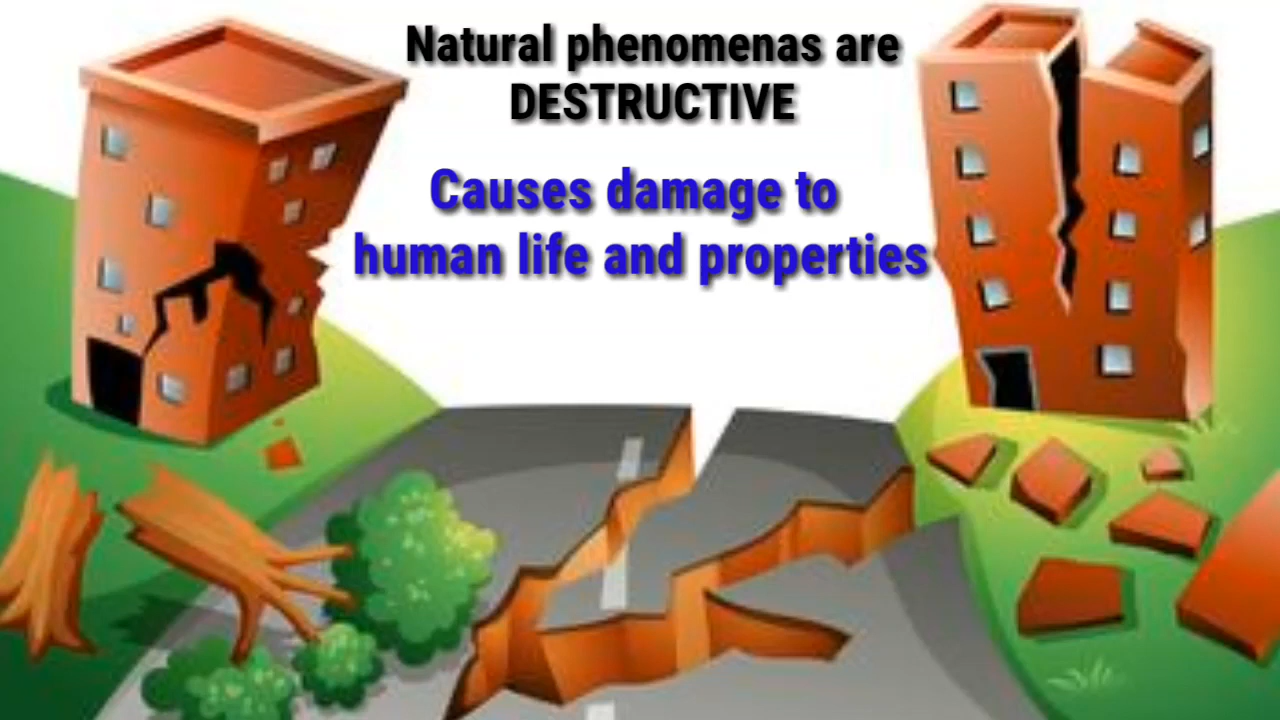 Natural phenomenas are
DESTRUCTIVE
Causes damage to
human life and properties